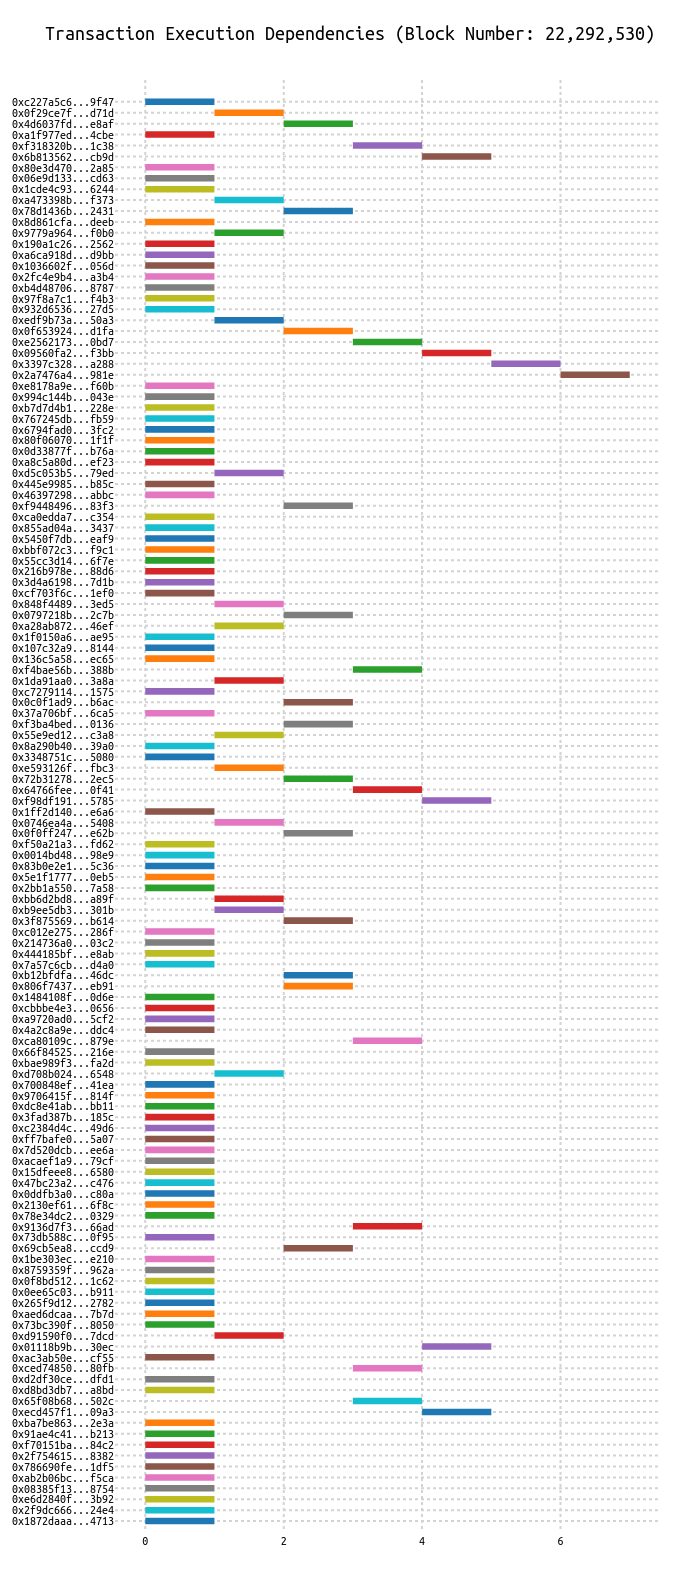 Transaction Execution Dependencies (Block Number: 22,292,530)
0xc227a5c6...9f47
0x0f29ce7f...d71d
0x4d6037fd...e8af
0xa1f977ed...4cbe
0xf318320b...1c38
0x6b813562...cb9d
0x80e3d470...2a85
0x06e9d133...cd63
0x1cde4c93...6244
0xa473398b...f373
0x78d1436b...2431
0x8d861cfa...deeb
0x9779a964...f0b0
0x190a1c26...2562
0xa6ca918d...d9bb
0x1036602f...056d
0x2fc4e9b4...a3b4
0xb4d48706...8787
0x97f8a7c1...f4b3
0x932d6536...27d5
0xedf9b73a...50a3
0x0f653924...d1fa
0xe2562173...0bd7
0x09560fa2...f3bb
0x3397c328...a288
0x2a7476a4...981e
0xe8178a9e...f60b
0x994c144b...043e
0xb7d7d4b1...228e
0x767245db...fb59
0x6794fad0...3fc2
0x80f06070...1f1f
0x0d33877f...b76a
0xa8c5a80d...ef23
0xd5c053b5...79ed
0x445e9985...b85c
0x46397298...abbc
0xf9448496...83f3
0xca0edda7...c354
0x855ad04a...3437
0x5450f7db...eaf9
0xbbf072c3...f9c1
0x55cc3d14...6f7e
0x216b978e...88d6
0x3d4a6198...7d1b
0xcf703f6c...1ef0
0x848f4489...3ed5
0x0797218b...2c7b
0xa28ab872...46ef
0x1f0150a6...ae95
0x107c32a9...8144
0x136c5a58...ec65
0xf4bae56b...388b
0x1da91aa0...3a8a
0xc7279114...1575
0x0c0f1ad9...b6ac
0x37a706bf...6ca5
0xf3ba4bed...0136
0x55e9ed12...c3a8
0x8a290b40...39a0
0x3348751c...5080
0xe593126f...fbc3
0x72b31278...2ec5
0x64766fee...0f41
0xf98df191...5785
0x1ff2d140...e6a6
0x0746ea4a...5408
0x0f0ff247...e62b
0xf50a21a3...fd62
0x0014bd48...98e9
0x83b0e2e1...5c36
0x5e1f1777...0eb5
0x2bb1a550...7a58
0xbb6d2bd8...a89f
0xb9ee5db3...301b
0x3f875569...b614
0xc012e275...286f
0x214736a0...03c2
0x444185bf...e8ab
0x7a57c6cb...d4a0
0xb12bfdfa...46dc
0x806f7437...eb91
0x1484108f...0d6e
0xcbbbe4e3...0656
0xa9720ad0...5cf2
0x4a2c8a9e...ddc4
0xca80109c...879e
0x66f84525...216e
0xbae989f3...fa2d
0xd708b024...6548
0x700848ef...41ea
0x9706415f...814f
0xdc8e41ab...bb11
0x3fad387b...185c
0xc2384d4c...49d6
0xff7bafe0...5a07
0x7d520dcb...ee6a
0xacaef1a9...79cf
0x15dfeee8...6580
0x47bc23a2...c476
0x0ddfb3a0...c80a
0x2130ef61...6f8c
0x78e34dc2...0329
0x9136d7f3...66ad
0x73db588c...0f95
0x69cb5ea8...ccd9
0x1be303ec...e210
0x8759359f...962a
0x0f8bd512...1c62
0x0ee65c03...b911
0x265f9d12...2782
0xaed6dcaa...7b7d
0x73bc390f...8050
0xd91590f0...7dcd
0x01118b9b...30ec
0xac3ab50e...cf55
0xced74850...80fb
0xd2df30ce...dfd1
0xd8bd3db7...a8bd
0x65f08b68...502c
0xecd457f1...09a3
0xba7be863...2e3a
0x91ae4c41...b213
0xf70151ba...84c2
0x2f754615...8382
0x786690fe...1df5
0xab2b06bc...f5ca
0x08385f13...8754
0xe6d2840f...3b92
0x2f9dc666...24e4
0x1872daaa...4713
0 2 4 6